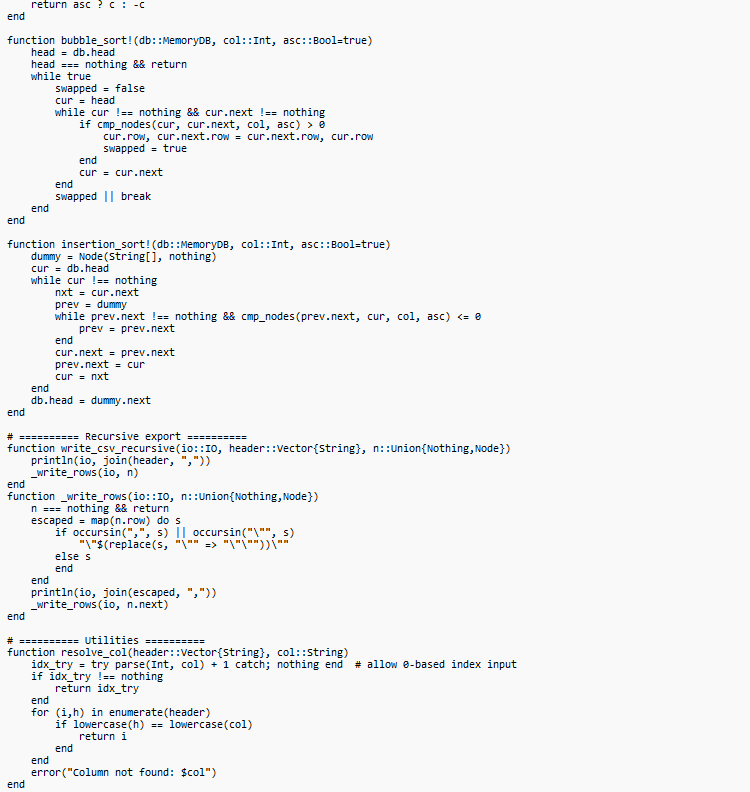 return asc ? c : -c
end

function bubble_sort!(db::MemoryDB, col::Int, asc::Bool=true)
    head = db.head
    head === nothing && return
    while true
        swapped = false
        cur = head
        while cur !== nothing && cur.next !== nothing
            if cmp_nodes(cur, cur.next, col, asc) > 0
                cur.row, cur.next.row = cur.next.row, cur.row
                swapped = true
            end
            cur = cur.next
        end
        swapped || break
    end
end

function insertion_sort!(db::MemoryDB, col::Int, asc::Bool=true)
    dummy = Node(String[], nothing)
    cur = db.head
    while cur !== nothing
        nxt = cur.next
        prev = dummy
        while prev.next !== nothing && cmp_nodes(prev.next, cur, col, asc) <= 0
            prev = prev.next
        end
        cur.next = prev.next
        prev.next = cur
        cur = nxt
    end
    db.head = dummy.next
end

# ========== Recursive export ==========
function write_csv_recursive(io::IO, header::Vector{String}, n::Union{Nothing,Node})
    println(io, join(header, ","))
    _write_rows(io, n)
end
function _write_rows(io::IO, n::Union{Nothing,Node})
    n === nothing && return
    escaped = map(n.row) do s
        if occursin(",", s) || occursin("\"", s)
            "\"$(replace(s, "\"" => "\"\""))\""
        else s
        end
    end
    println(io, join(escaped, ","))
    _write_rows(io, n.next)
end

# ========== Utilities ==========
function resolve_col(header::Vector{String}, col::String)
    idx_try = try parse(Int, col) + 1 catch; nothing end  # allow 0-based index input
    if idx_try !== nothing
        return idx_try
    end
    for (i,h) in enumerate(header)
        if lowercase(h) == lowercase(col)
            return i
        end
    end
    error("Column not found: $col")
end